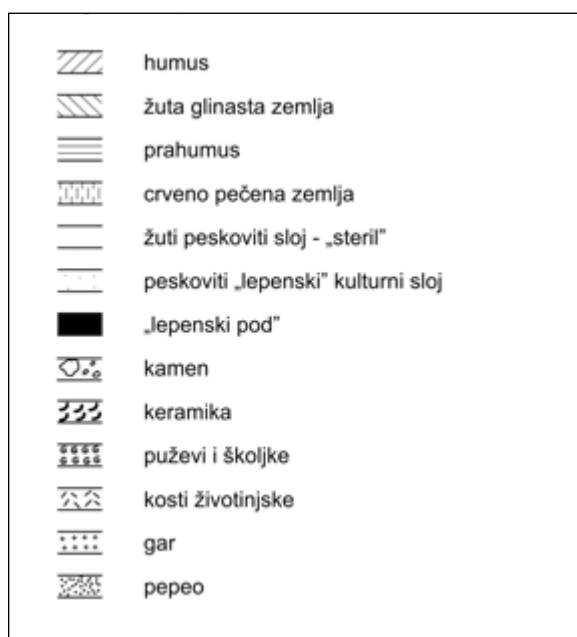 humus
žuta glinasta zemlja
prahumus
crveno pečena zemlja
žuti peskoviti sloj - „steril”
peskoviti „lepenski” kulturni sloj
„lepenski pod”
kamen
keramika
puževi i školjke
kosti životinjske
gar
pepeo